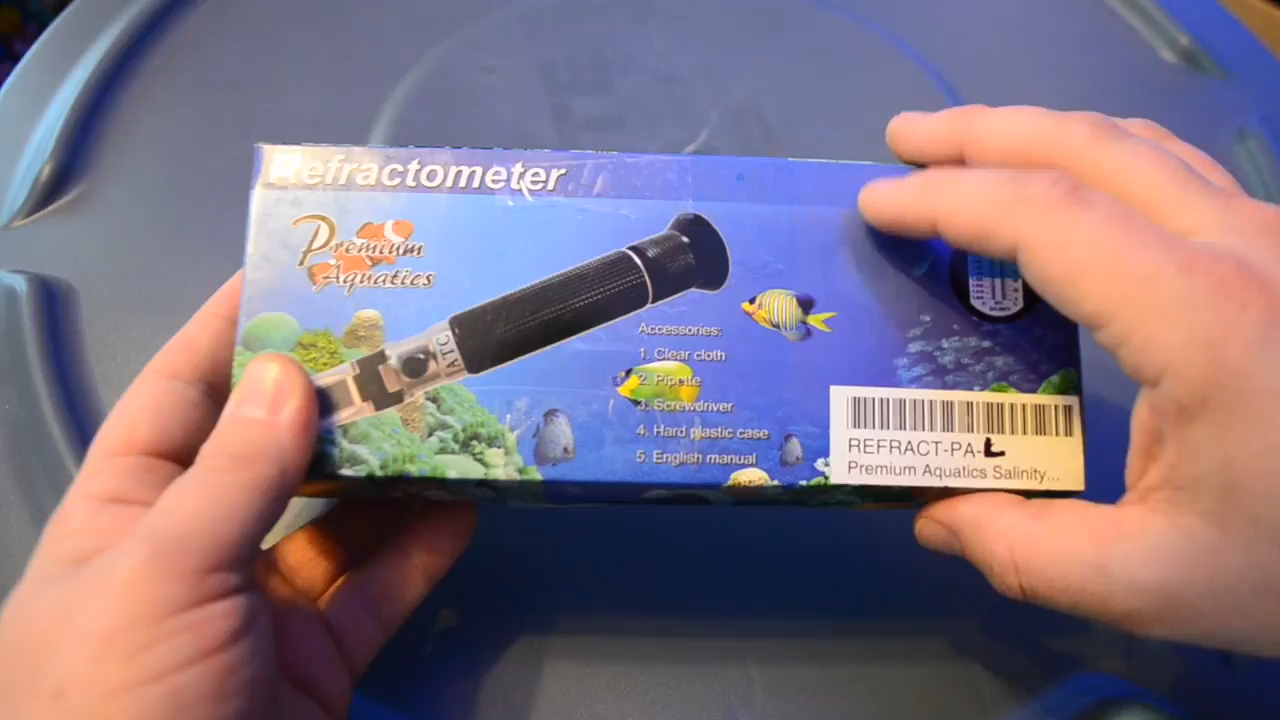 Refractometer
Premium
Aquatics
ATC
Accessories:
1. Clear cloth
2. Pipette
3. Screwdriver
4. Hard plastic case
5. English manual
REFRACT-PA-L
Premium Aquatics Salinity...